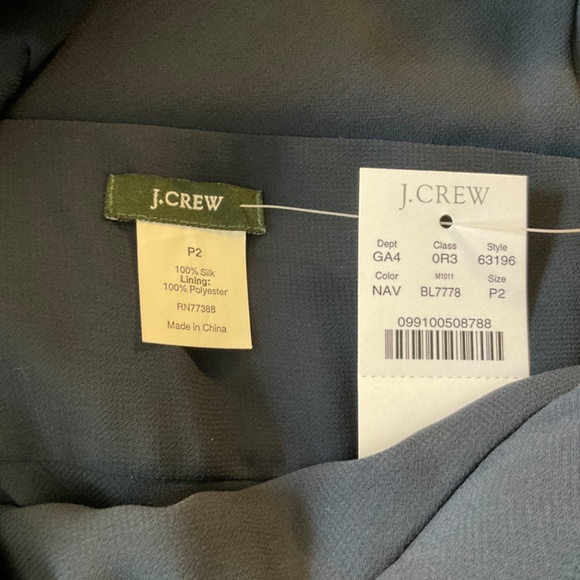 J.CREW
P2
100% Silk
Lining:
100% Polyester
RN77388
Made in China
J.CREW
Dept Class Style
GA4 0R3 63196
Color M1011 Size
NAV BL7778 P2
099100508788